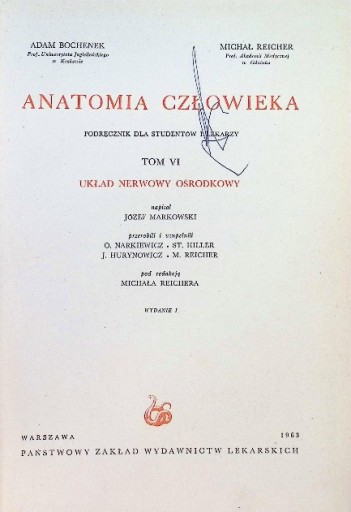 ADAM BOCHENEK
Prof. Uniwersytetu Jagiellońskiego
w Krakowie
MICHAŁ REICHER
Prof. Akademii Medycznej
w Gdańsku
ANATOMIA CZŁOWIEKA
PODRĘCZNIK DLA STUDENTÓW I LEKARZY
TOM VI
UKŁAD NERWOWY OŚRODKOWY
napisał
JÓZEF MARKOWSKI
przerobili i uzupełnili
O. NARKIEWICZ • ST. HILLER
J. HURYNOWICZ • M. REICHER
pod redakcją
MICHAŁA REICHERA
WYDANIE I
WARSZAWA 1963
PAŃSTWOWY ZAKŁAD WYDAWNICTW LEKARSKICH